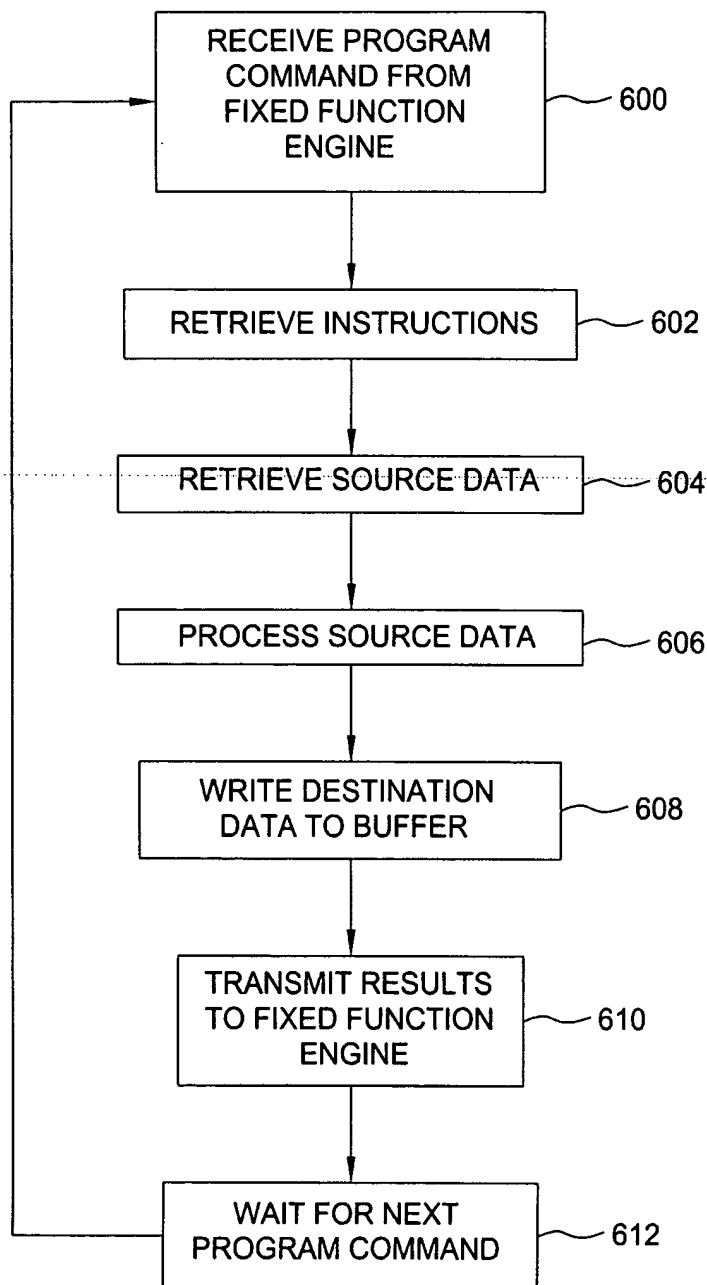 RECEIVE PROGRAM
COMMAND FROM
FIXED FUNCTION
ENGINE
600
RETRIEVE INSTRUCTIONS
602
RETRIEVE SOURCE DATA
604
PROCESS SOURCE DATA
606
WRITE DESTINATION
DATA TO BUFFER
608
TRANSMIT RESULTS
TO FIXED FUNCTION
ENGINE
610
WAIT FOR NEXT
PROGRAM COMMAND
612